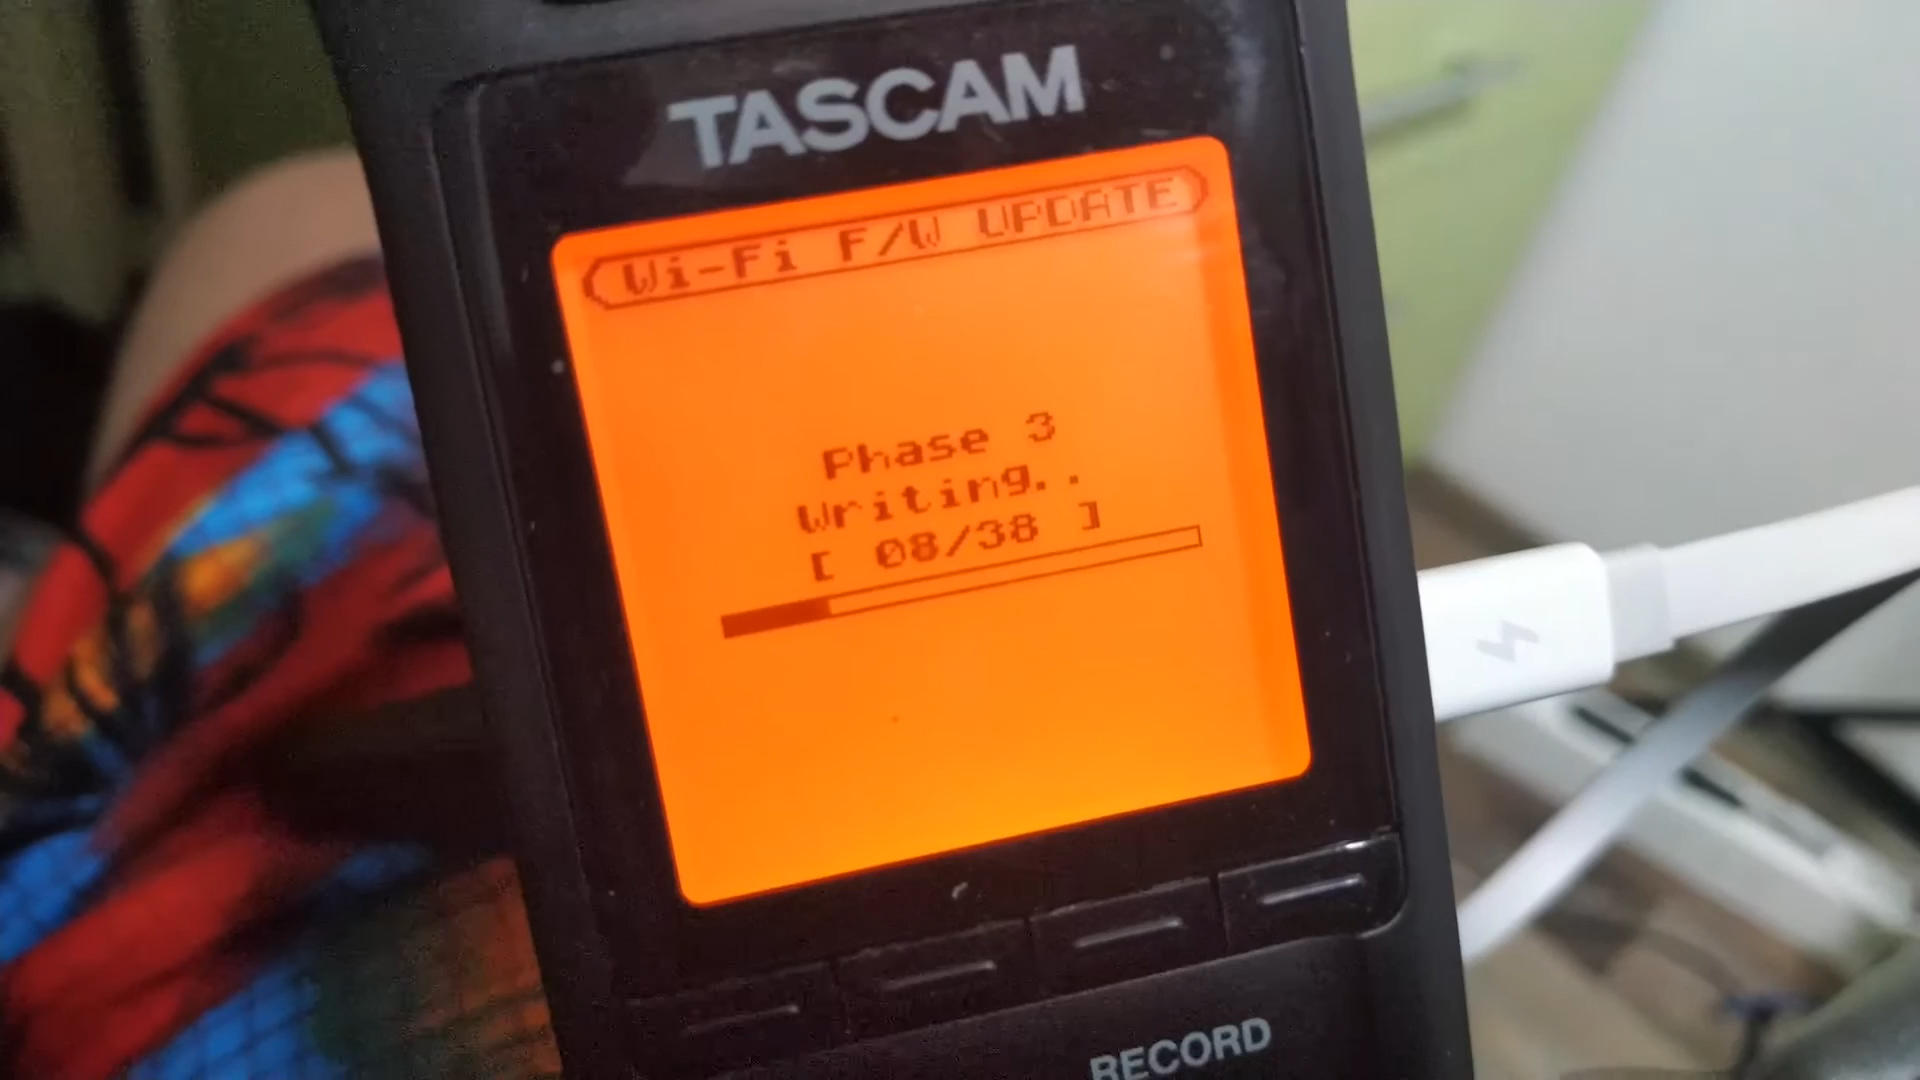 TASCAM
Wi-Fi F/W UPDATE
Phase 3
Writing..
[ 08/38 ]
RECORD